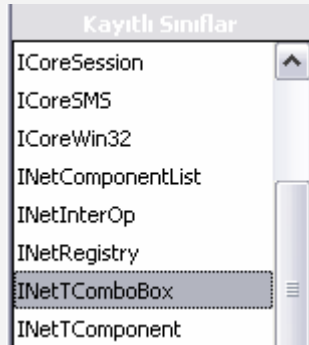 Kayıtlı Sınıflar
ICoreSession
ICoreSMS
ICoreWin32
INetComponentList
INetInterOp
INetRegistry
INetTComboBox
INetTComponent